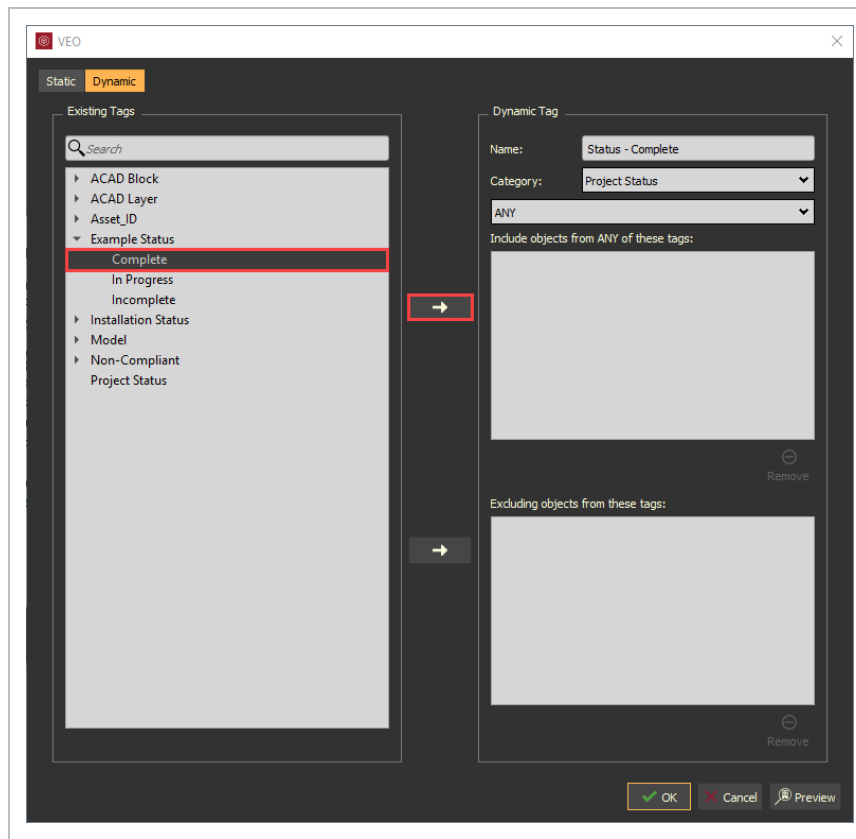 VEO
Static Dynamic
Existing Tags
Search
ACAD Block
ACAD Layer
Asset_ID
Example Status
Complete
In Progress
Incomplete
Installation Status
Model
Non-Compliant
Project Status
Dynamic Tag
Name: Status - Complete
Category: Project Status
ANY
Include objects from ANY of these tags:
Remove
Excluding objects from these tags:
Remove
OK Cancel Preview